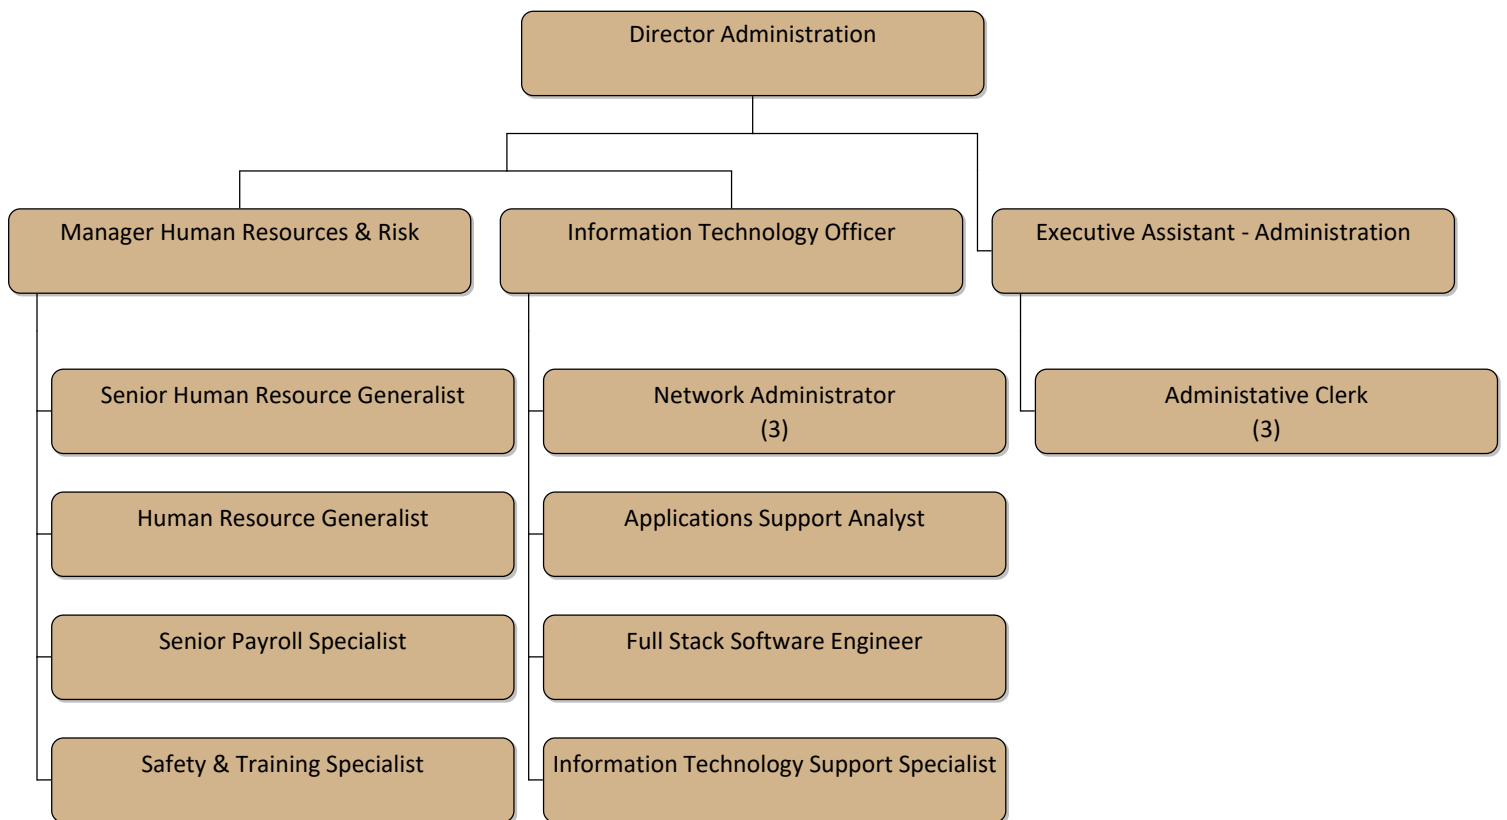 Director Administration
Manager Human Resources & Risk
Information Technology Officer
Executive Assistant - Administration
Senior Human Resource Generalist
Network Administrator
(3)
Administative Clerk
(3)
Human Resource Generalist
Applications Support Analyst
Senior Payroll Specialist
Full Stack Software Engineer
Safety & Training Specialist
Information Technology Support Specialist